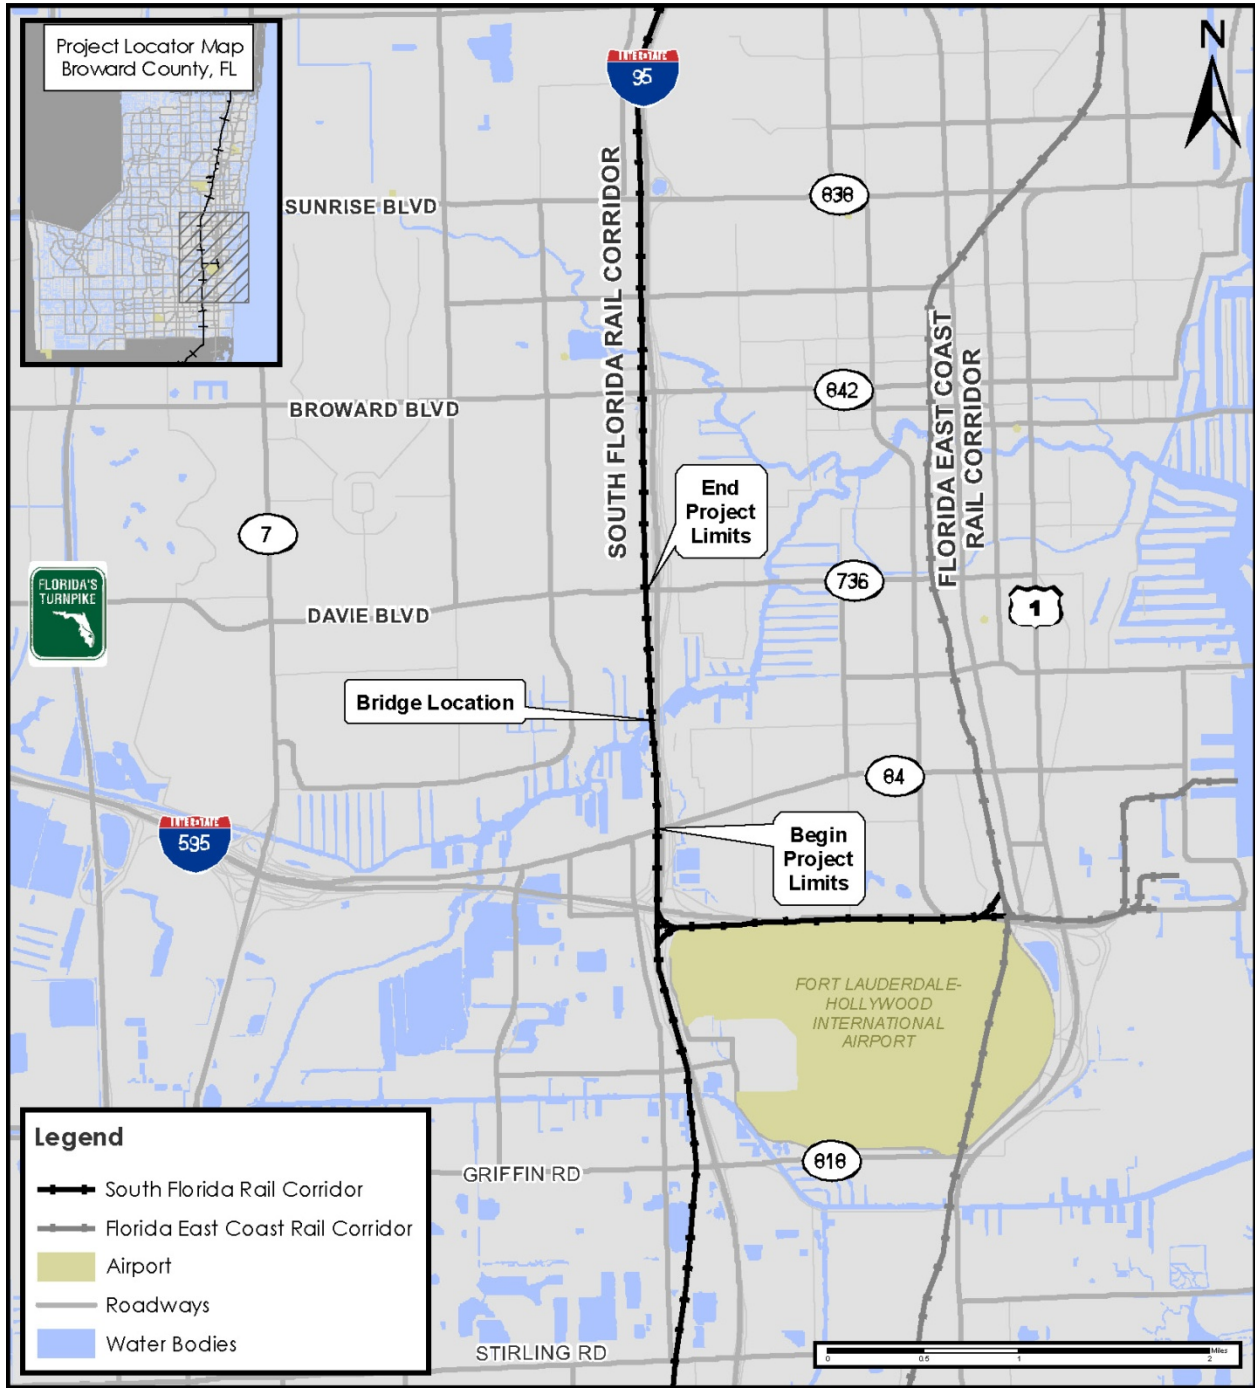 Project Locator Map
Broward County, FL
INTERSTATE
95
N
838
SUNRISE BLVD
SOUTH FLORIDA RAIL CORRIDOR
FLORIDA EAST COAST
RAIL CORRIDOR
842
BROWARD BLVD
End
Project
Limits
7
736
FLORIDA'S
TURNPIKE
1
DAVIE BLVD
Bridge Location
84
INTERSTATE
595
Begin
Project
Limits
FORT LAUDERDALE-
HOLLYWOOD
INTERNATIONAL
AIRPORT
Legend
South Florida Rail Corridor
Florida East Coast Rail Corridor
Airport
Roadways
Water Bodies
GRIFFIN RD
818
STIRLING RD
0 0.5 1 2 Miles